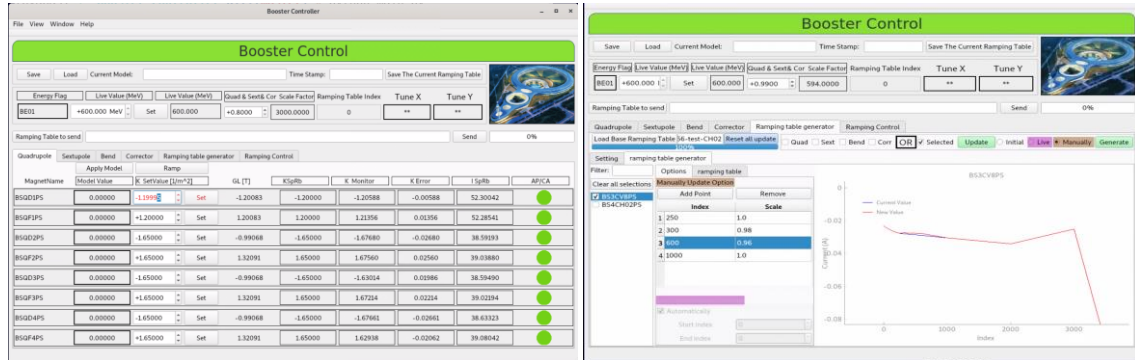 Booster Controller
File View Window Help
Booster Control
Save Load Current Model: Time Stamp: Save The Current Ramping Table
Energy Flag Live Value (MeV) Live Value (MeV) Quad & Sext& Cor Scale Factor Ramping Table Index Tune X Tune Y
BE01 +600.000 MeV Set 600.000 +0.8000 3000.0000 0 ** **
Ramping Table to send Send 0%
Quadrupole Sextupole Bend Corrector Ramping table generator Ramping Control
Apply Model Ramp
MagnetName Model Value K SetValue [1/m^2] GL [T] KSpRb K Monitor K Error I SpRb AP/CA
BSQD1PS 0.00000 -1.19995 Set -1.20083 -1.20000 -1.20588 -0.00588 52.30042
BSQF1PS 0.00000 +1.20000 Set 1.20083 1.20000 1.21356 0.01356 52.28541
BSQD2PS 0.00000 -1.65000 Set -0.99068 -1.65000 -1.67680 -0.02680 38.59193
BSQF2PS 0.00000 +1.65000 Set 1.32091 1.65000 1.67560 0.02560 39.03880
BSQD3PS 0.00000 -1.65000 Set -0.99068 -1.65000 -1.63014 0.01986 38.59490
BSQF3PS 0.00000 +1.65000 Set 1.32091 1.65000 1.67214 0.02214 39.02194
BSQD4PS 0.00000 -1.65000 Set -0.99068 -1.65000 -1.67661 -0.02661 38.63323
BSQF4PS 0.00000 +1.65000 Set 1.32091 1.65000 1.62938 -0.02062 39.08042
Booster Control
Save Load Current Model: Time Stamp: Save The Current Ramping Table
Energy Flag Live Value (MeV) Live Value (MeV) Quad & Sext& Cor Scale Factor Ramping Table Index Tune X Tune Y
BE01 +600.000 Set 600.000 +0.9900 594.0000 0 ** **
Ramping Table to send Send 0%
Quadrupole Sextupole Bend Corrector Ramping table generator Ramping Control
Load Base Ramping Table 56-test-CH02 Reset all update Quad Sext Bend Corr OR Selected Update Initial Live Manually Generate
100%
Setting ramping table generator
Filter: Options ramping table
Clear all selections Manually Update Option
BS3CV8PS Add Point Remove
BS4CH02PS Index Scale
1 250 1.0
2 300 0.98
3 600 0.96
4 1000 1.0
Automatically
Start index 0
End index 0
BS3CV8PS
Current Value
New Value
0
-0.02
-0.04
-0.06
-0.08
Current [A]
0 1000 2000 3000
Index